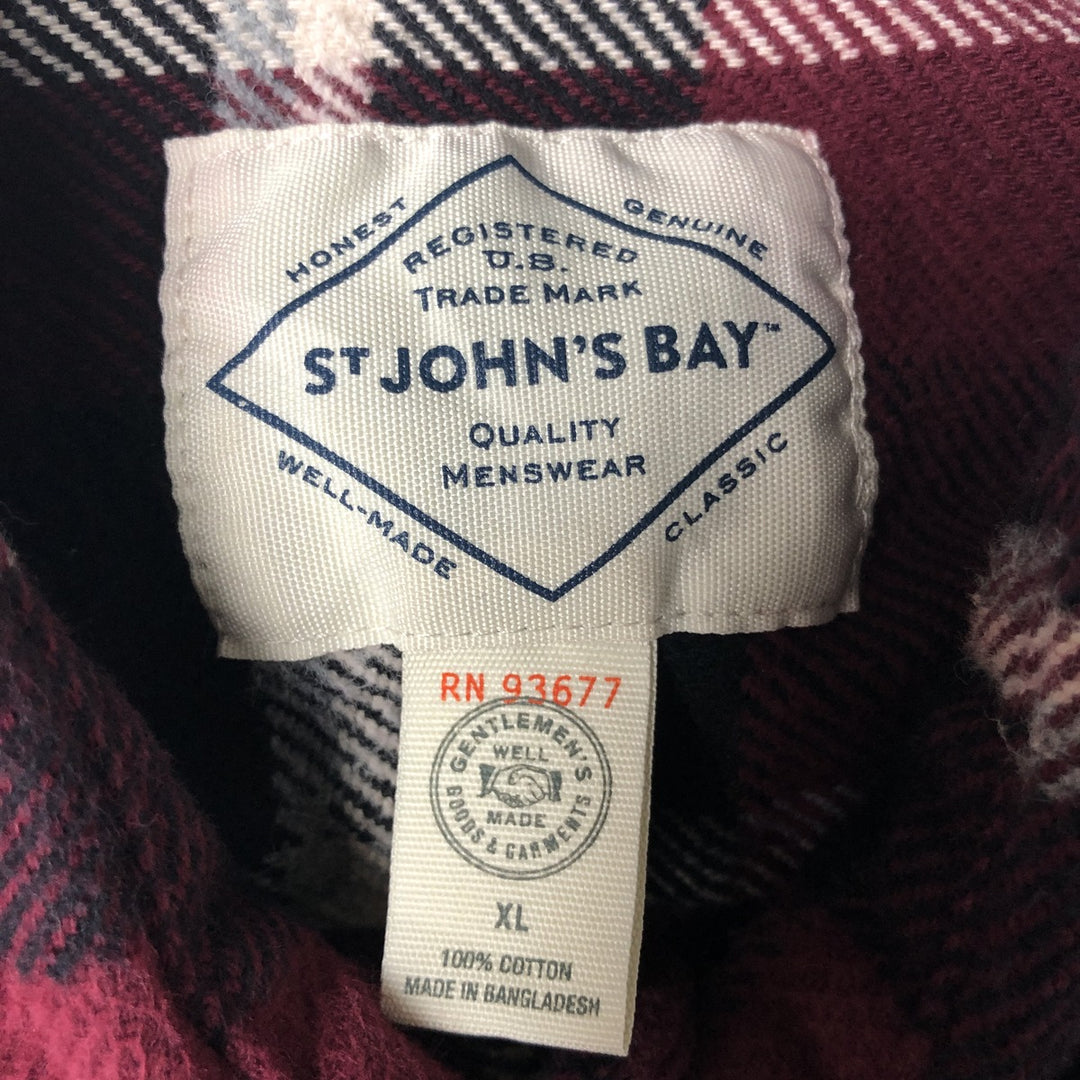 HONEST
GENUINE
REGISTERED
U.S.
TRADE MARK
ST JOHN'S BAY™
QUALITY
MENSWEAR
WELL-MADE
CLASSIC
RN 93677
GENTLEMEN'S
WELL
MADE
GOODS & GARMENTS
XL
100% COTTON
MADE IN BANGLADESH